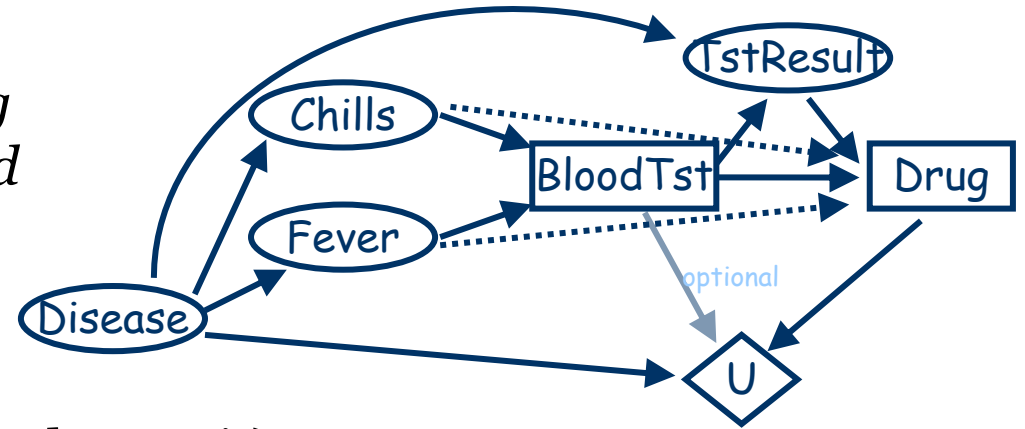 TstResult
Chills
BloodTst
Drug
Fever
optional
Disease
U